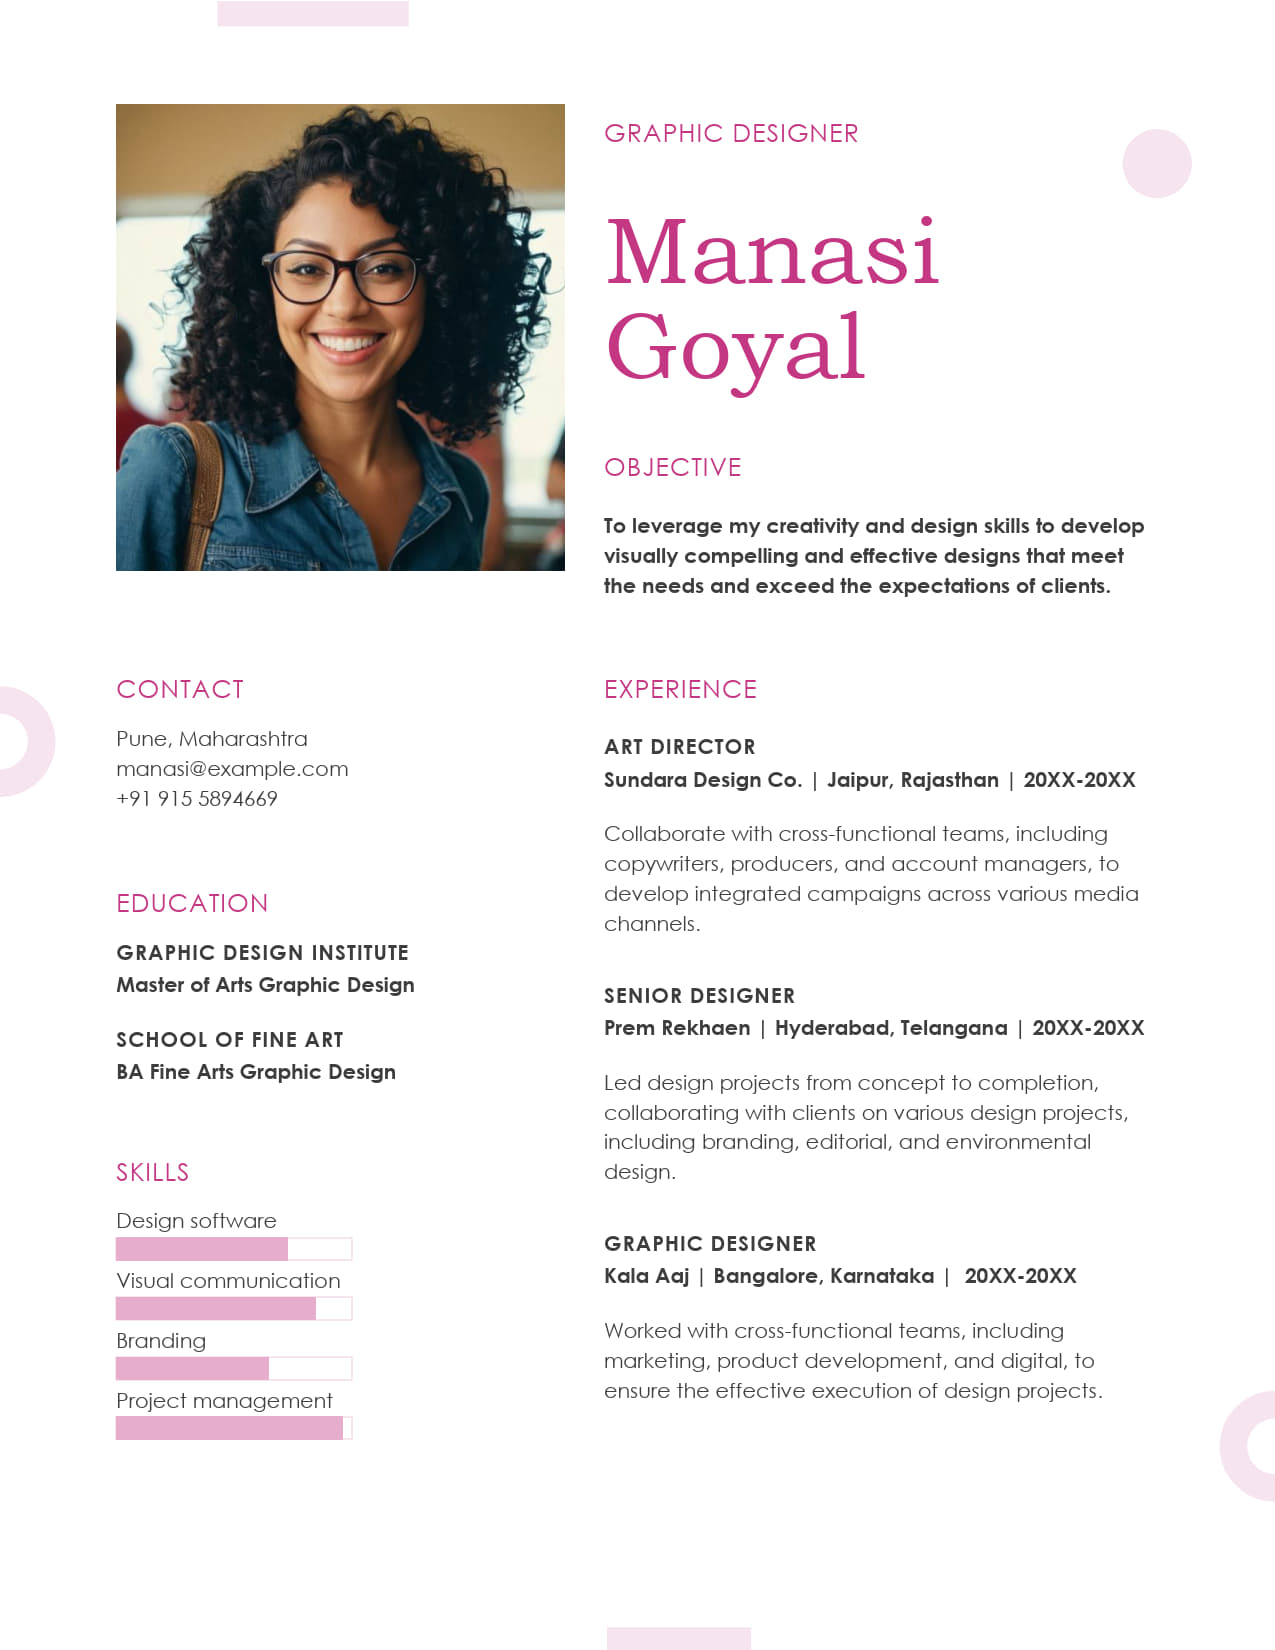 GRAPHIC DESIGNER
Manasi
Goyal
OBJECTIVE
To leverage my creativity and design skills to develop
visually compelling and effective designs that meet
the needs and exceed the expectations of clients.
CONTACT
Pune, Maharashtra
manasi@example.com
+91 915 5894669
EDUCATION
GRAPHIC DESIGN INSTITUTE
Master of Arts Graphic Design
SCHOOL OF FINE ART
BA Fine Arts Graphic Design
SKILLS
Design software
Visual communication
Branding
Project management
EXPERIENCE
ART DIRECTOR
Sundara Design Co. | Jaipur, Rajasthan | 20XX-20XX
Collaborate with cross-functional teams, including
copywriters, producers, and account managers, to
develop integrated campaigns across various media
channels.
SENIOR DESIGNER
Prem Rekhaen | Hyderabad, Telangana | 20XX-20XX
Led design projects from concept to completion,
collaborating with clients on various design projects,
including branding, editorial, and environmental
design.
GRAPHIC DESIGNER
Kala Aaj | Bangalore, Karnataka |  20XX-20XX
Worked with cross-functional teams, including
marketing, product development, and digital, to
ensure the effective execution of design projects.